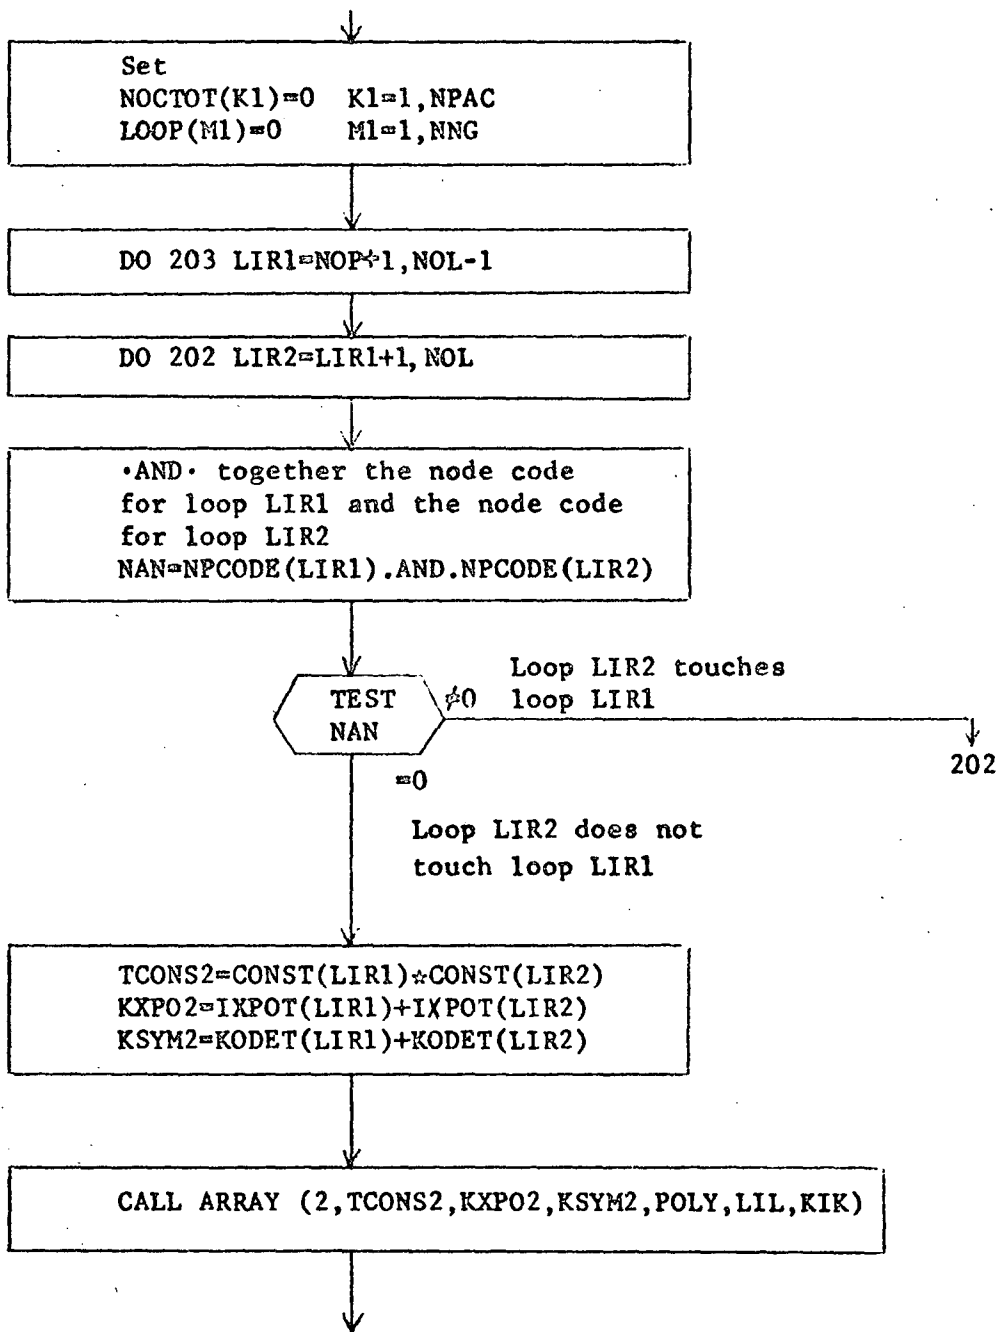 Set
NOCTOT(K1)=0 K1=1,NPAC
LOOP(M1)=0 M1=1,NNG
DO 203 LIR1=NOP+1,NOL-1
DO 202 LIR2=LIR1+1,NOL
·AND· together the node code
for loop LIR1 and the node code
for loop LIR2
NAN=NPCODE(LIR1).AND.NPCODE(LIR2)
Loop LIR2 touches
TEST ≠0 loop LIR1
NAN
202
=0
Loop LIR2 does not
touch loop LIR1
TCONS2=CONST(LIR1)*CONST(LIR2)
KXPO2=IXPOT(LIR1)+IXPOT(LIR2)
KSYM2=KODET(LIR1)+KODET(LIR2)
CALL ARRAY (2,TCONS2,KXPO2,KSYM2,POLY,LIL,KIK)